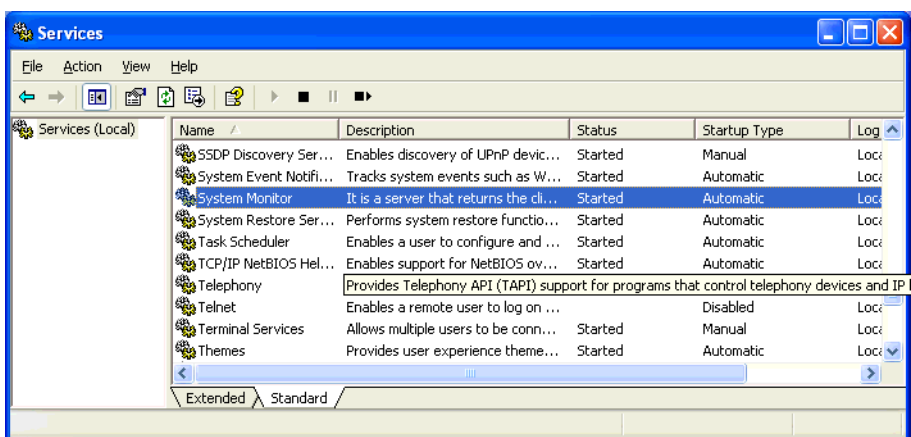 Services
File Action View Help
Services (Local)
Name Description Status Startup Type Log
SSDP Discovery Ser... Enables discovery of UPnP devic... Started Manual Loca
System Event Notifi... Tracks system events such as W... Started Automatic Loca
System Monitor It is a server that returns the cli... Started Automatic Loca
System Restore Ser... Performs system restore functio... Started Automatic Loca
Task Scheduler Enables a user to configure and ... Started Automatic Loca
TCP/IP NetBIOS Hel... Enables support for NetBIOS ov... Started Automatic Loca
Telephony Provides Telephony API (TAPI) support for programs that control telephony devices and IP
Telnet Enables a remote user to log on ... Disabled Loca
Terminal Services Allows multiple users to be conn... Started Manual Loca
Themes Provides user experience theme... Started Automatic Loca
Extended Standard